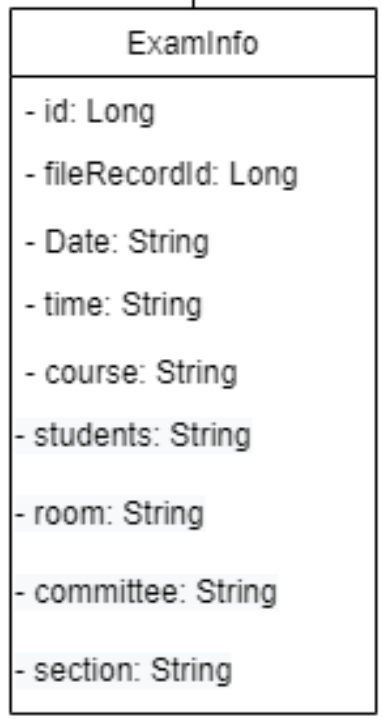 ExamInfo
- id: Long
- fileRecordId: Long
- Date: String
- time: String
- course: String
- students: String
- room: String
- committee: String
- section: String